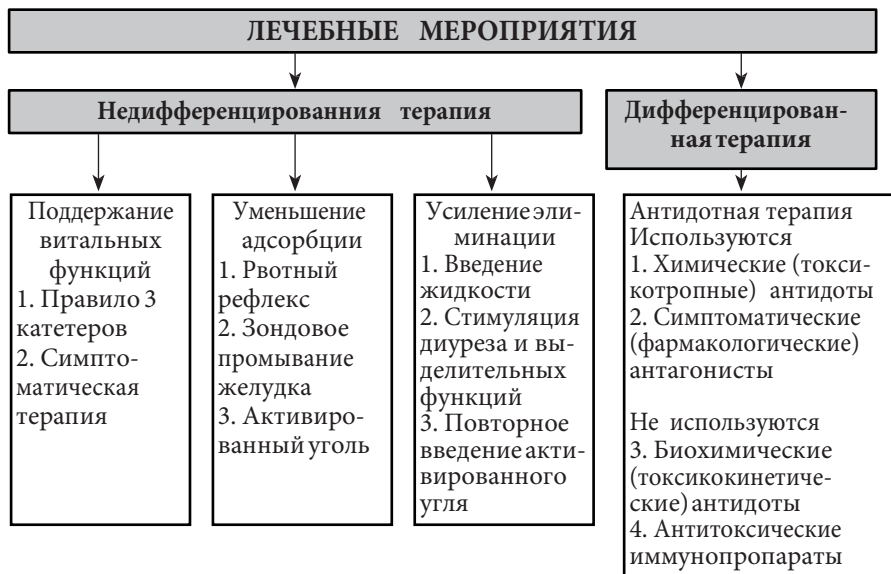 ЛЕЧЕБНЫЕ МЕРОПРИЯТИЯ
Недифференцированния терапия
Дифференцирован-
ная терапия
Поддержание
витальных
функций
1. Правило 3
катетеров
2. Симпто-
матическая
терапия
Уменьшение
адсорбции
1. Рвотный
рефлекс
2. Зондовое
промывание
желудка
3. Активиро-
ванный уголь
Усиление эли-
минации
1. Введение
жидкости
2. Стимуляция
диуреза и вы-
делительных
функций
3. Повторное
введение акти-
вированного
угля
Антидотная терапия
Используются
1. Химические (токси-
котропные) антидоты
2. Симптоматические
(фармакологические)
антагонисты
Не используются
3. Биохимические
(токсикокинетиче-
ские) антидоты
4. Антитоксические
иммунопропараты